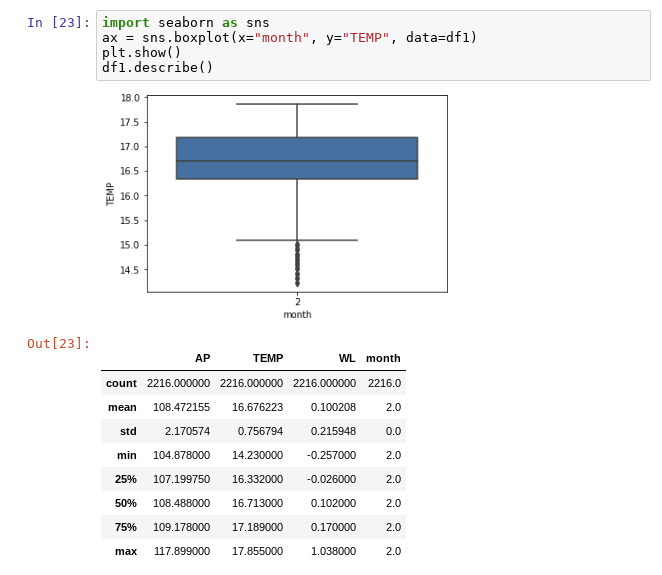 In [23]: import seaborn as sns
ax = sns.boxplot(x="month", y="TEMP", data=df1)
plt.show()
df1.describe()
18.0
17.5
17.0
16.5
16.0
15.5
15.0
14.5
TEMP
2
month
Out[23]:
AP TEMP WL month
count 2216.000000 2216.000000 2216.000000 2216.0
mean 108.472155 16.676223 0.100208 2.0
std 2.170574 0.756794 0.215948 0.0
min 104.878000 14.230000 -0.257000 2.0
25% 107.199750 16.332000 -0.026000 2.0
50% 108.488000 16.713000 0.102000 2.0
75% 109.178000 17.189000 0.170000 2.0
max 117.899000 17.855000 1.038000 2.0